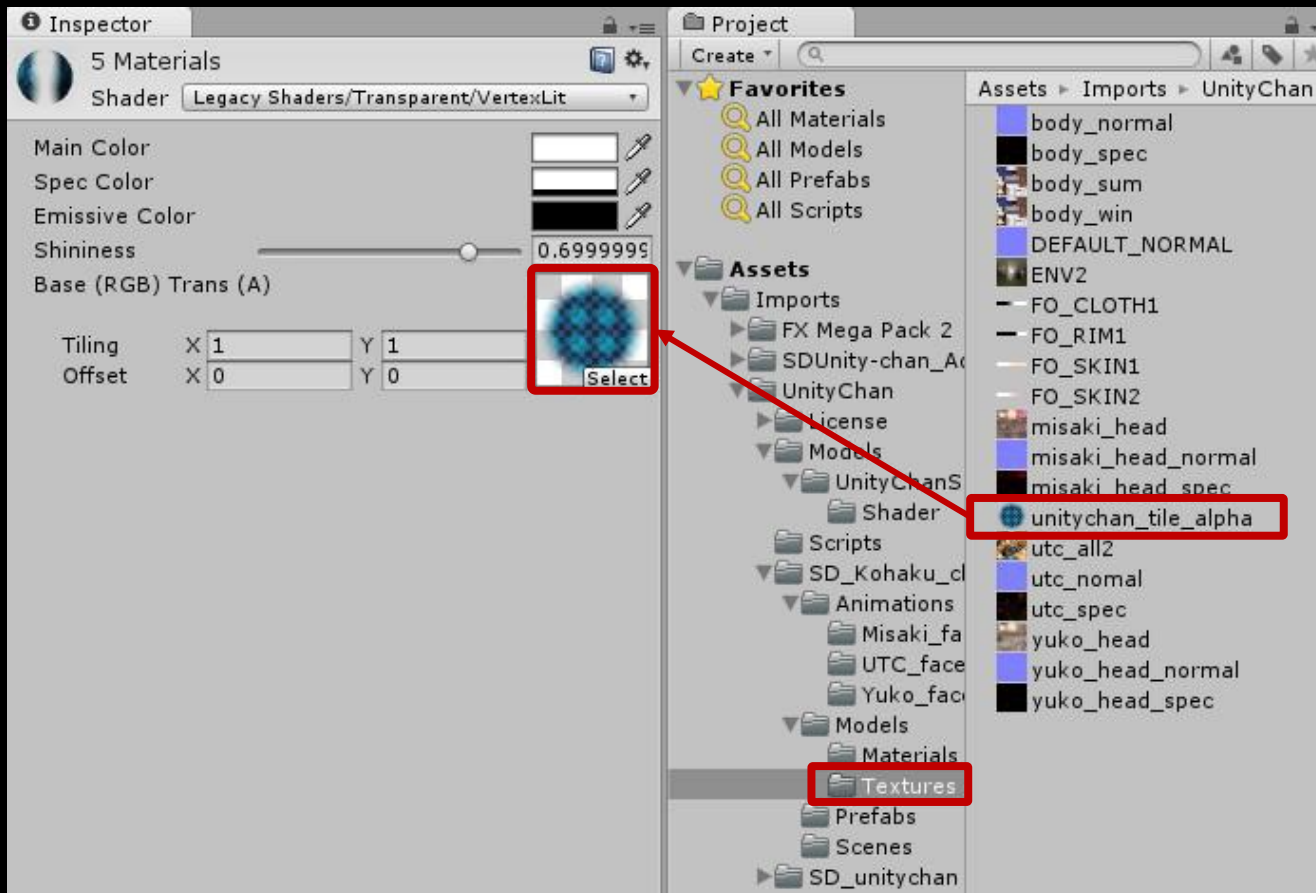 Inspector
5 Materials
Shader Legacy Shaders/Transparent/VertexLit
Main Color
Spec Color
Emissive Color
Shininess 0.6999999
Base (RGB) Trans (A)
Tiling X 1 Y 1
Offset X 0 Y 0
Select
Project
Create
Favorites
All Materials
All Models
All Prefabs
All Scripts
Assets
Imports
FX Mega Pack 2
SDUnity-chan_Ac
UnityChan
License
Models
UnityChanS
Shader
Scripts
SD_Kohaku_cl
Animations
Misaki_fa
UTC_face
Yuko_fac
Models
Materials
Textures
Prefabs
Scenes
SD_unitychan
Assets Imports UnityChan
body_normal
body_spec
body_sum
body_win
DEFAULT_NORMAL
ENV2
FO_CLOTH1
FO_RIM1
FO_SKIN1
FO_SKIN2
misaki_head
misaki_head_normal
misaki_head_spec
unitychan_tile_alpha
utc_all2
utc_nomal
utc_spec
yuko_head
yuko_head_normal
yuko_head_spec